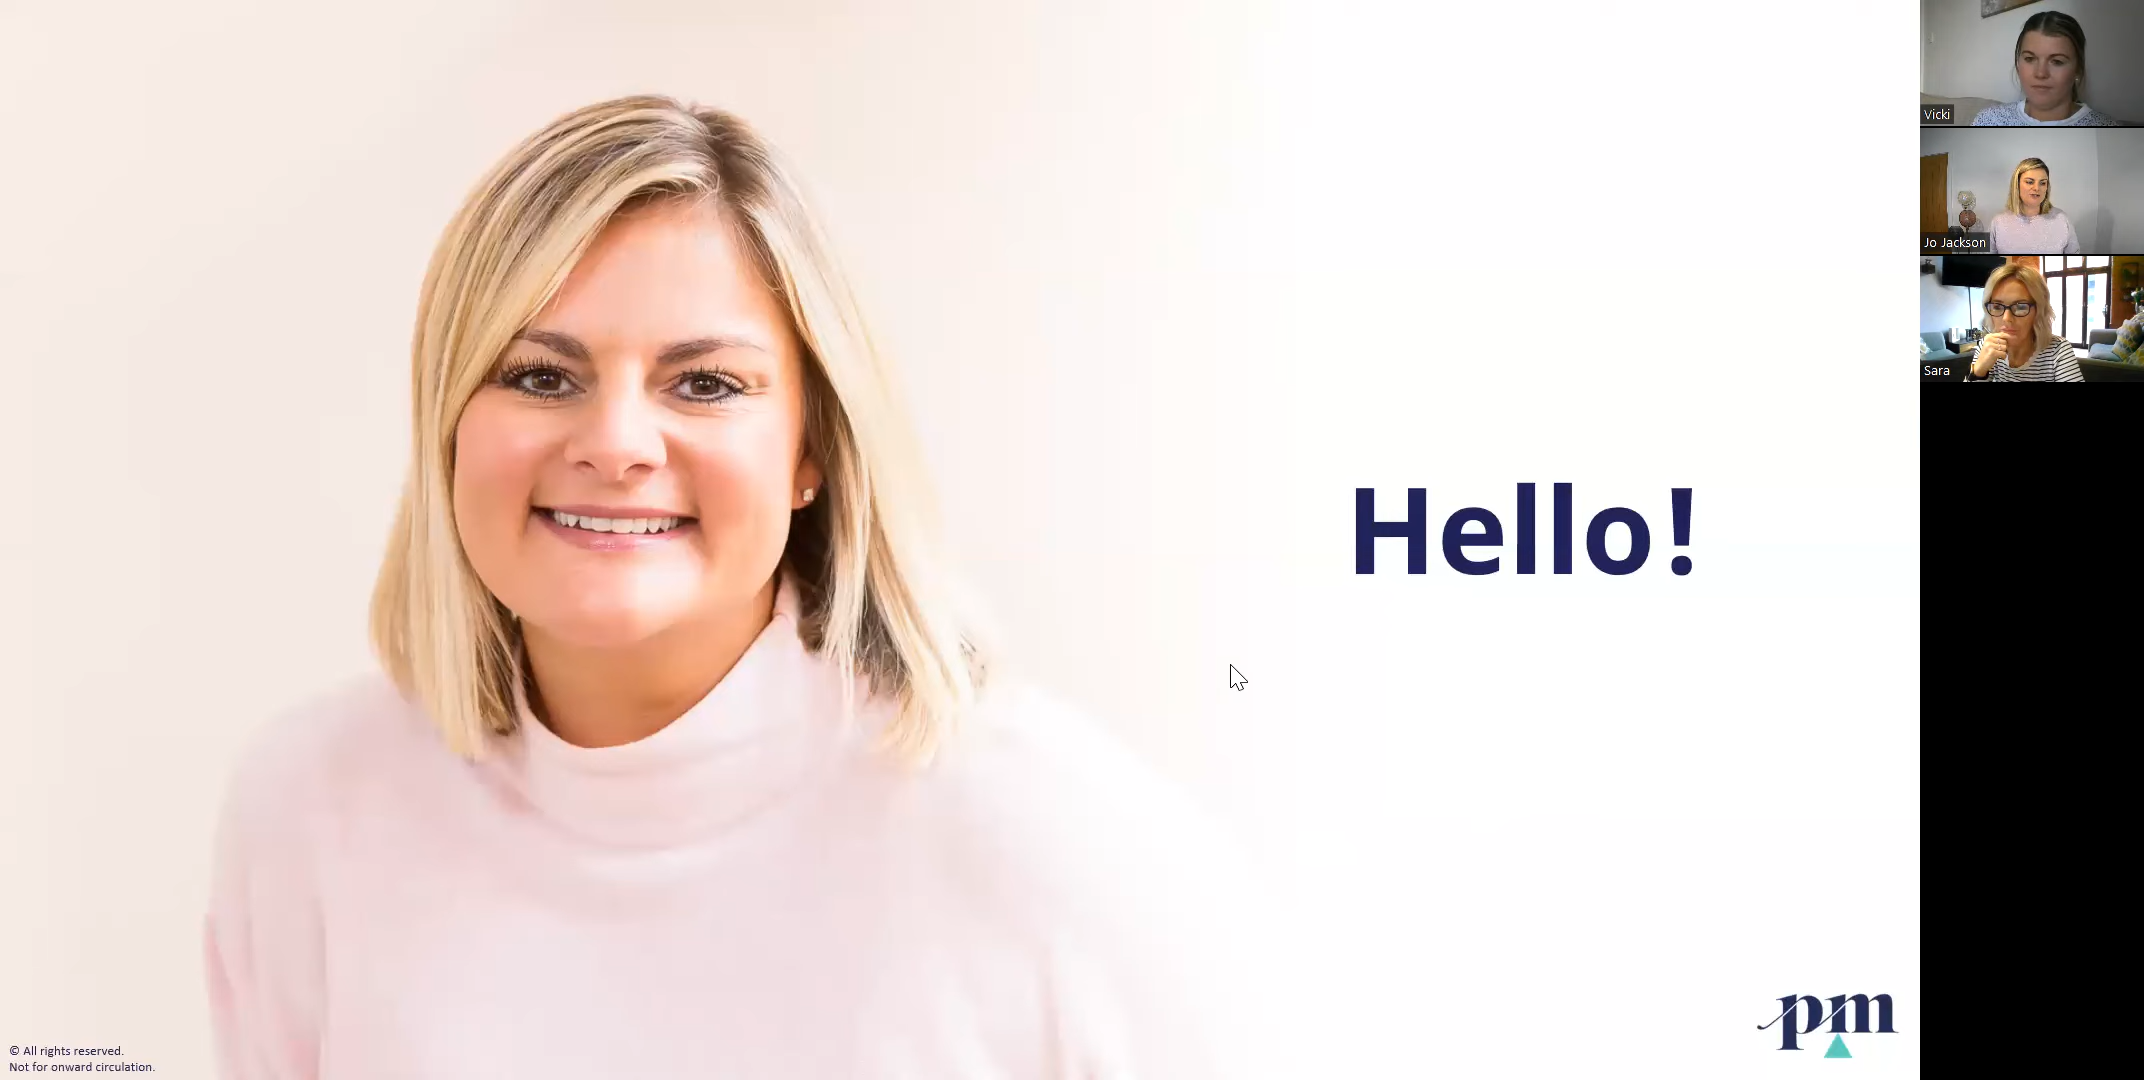 Hello!
pm
© All rights reserved.
Not for onward circulation.
Vicki
Jo Jackson
Sara